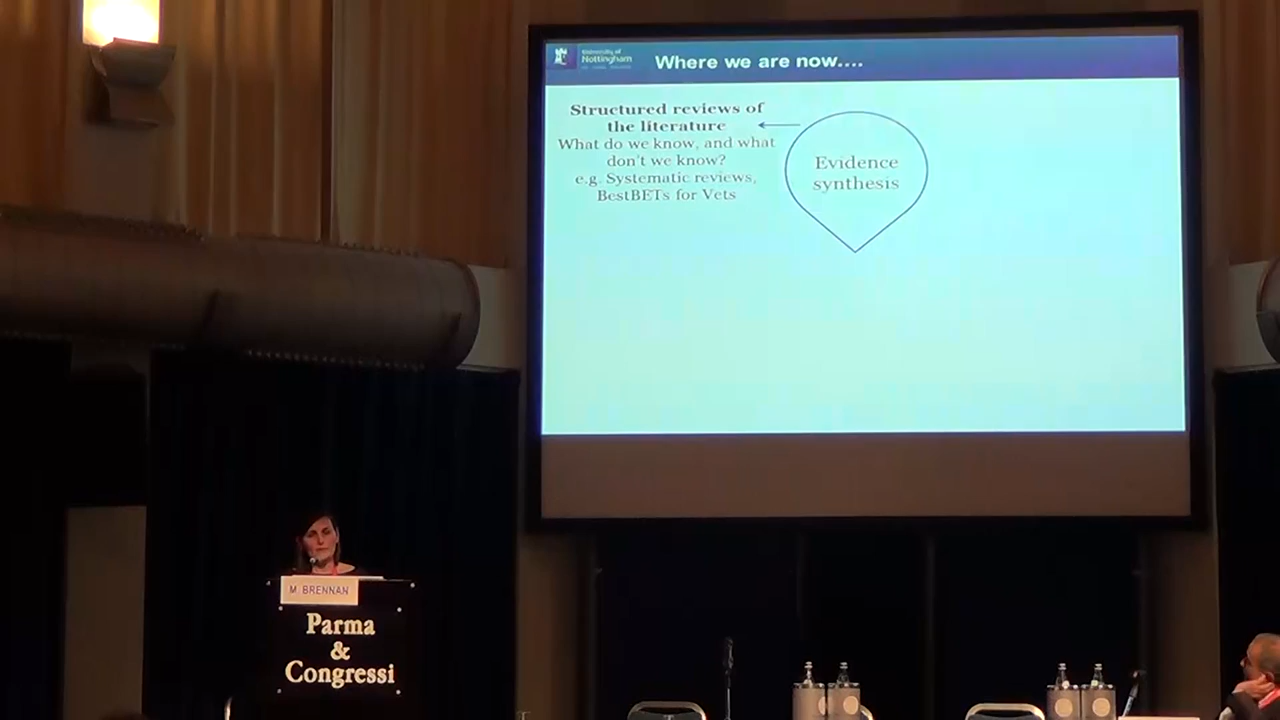 University of
Nottingham
Where we are now....
Structured reviews of
the literature
What do we know, and what
don't we know?
e.g. Systematic reviews,
BestBETs for Vets
Evidence
synthesis
M. BRENNAN
Parma
&
Congressi